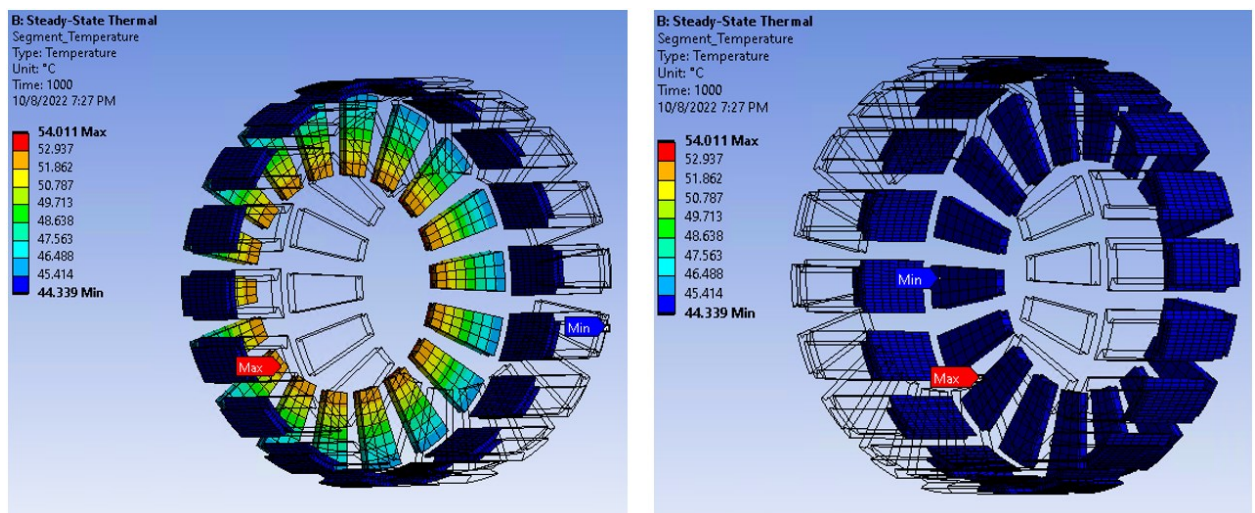 B: Steady-State Thermal
Segment_Temperature
Type: Temperature
Unit: °C
Time: 1000
10/8/2022 7:27 PM
54.011 Max
52.937
51.862
50.787
49.713
48.638
47.563
46.488
45.414
44.339 Min
Min
Max
B: Steady-State Thermal
Segment_Temperature
Type: Temperature
Unit: °C
Time: 1000
10/8/2022 7:27 PM
54.011 Max
52.937
51.862
50.787
49.713
48.638
47.563
46.488
45.414
44.339 Min
Min
Max